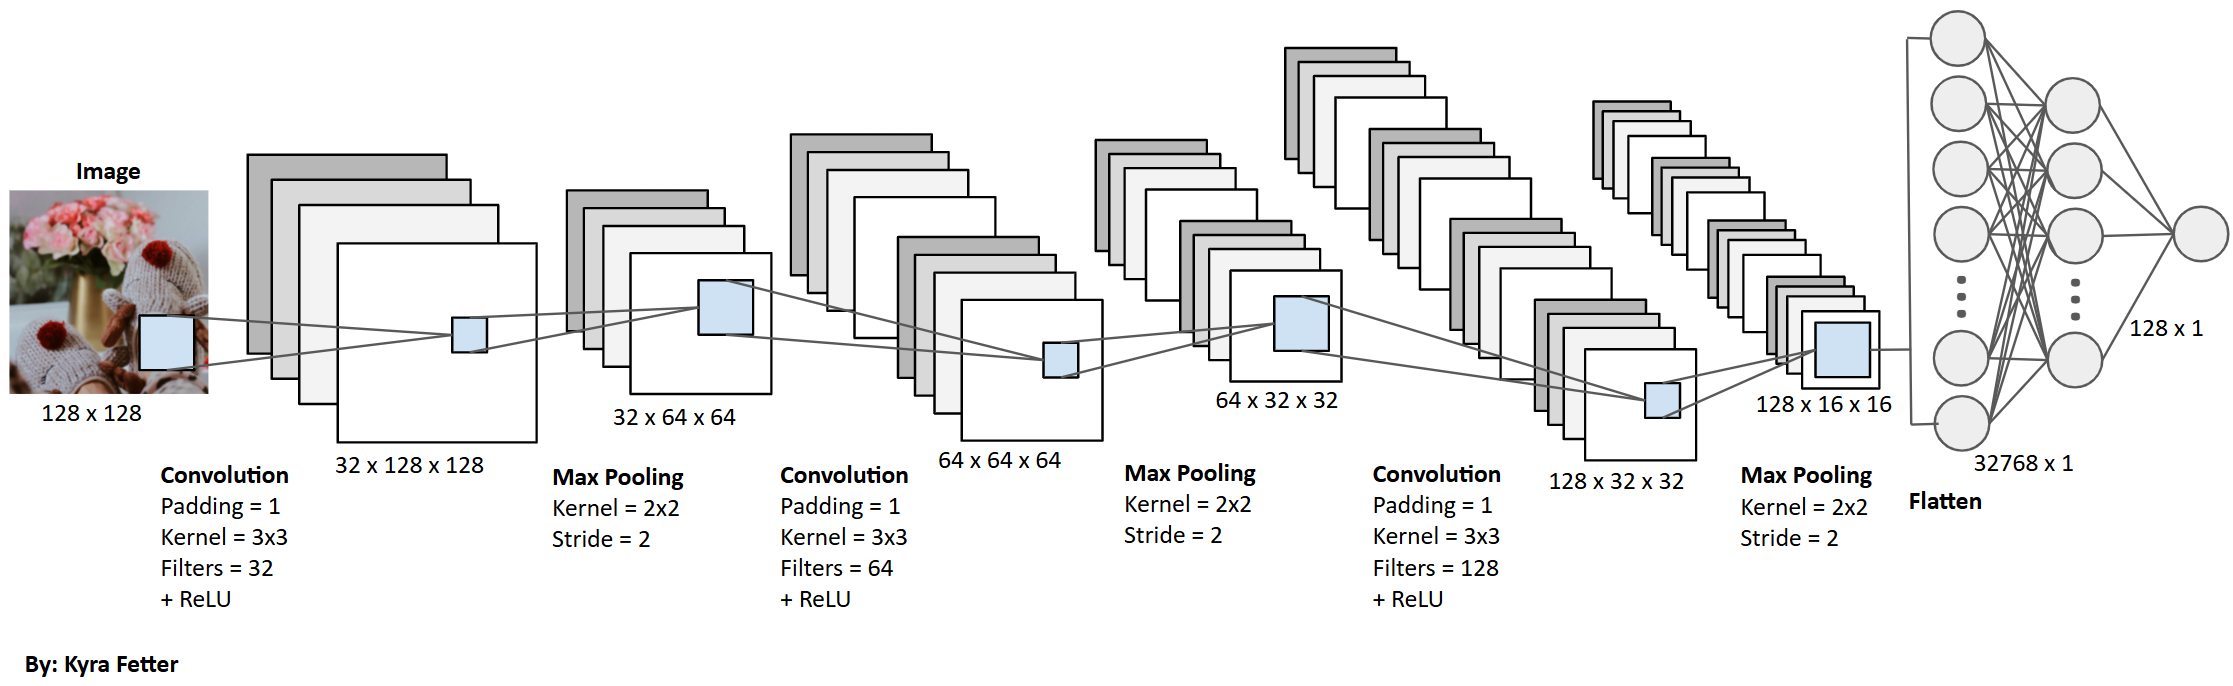 Image
128 x 128
Convolution
Padding = 1
Kernel = 3x3
Filters = 32
+ ReLU
32 x 128 x 128
Max Pooling
Kernel = 2x2
Stride = 2
32 x 64 x 64
Convolution
Padding = 1
Kernel = 3x3
Filters = 64
+ ReLU
64 x 64 x 64
Max Pooling
Kernel = 2x2
Stride = 2
64 x 32 x 32
Convolution
Padding = 1
Kernel = 3x3
Filters = 128
+ ReLU
128 x 32 x 32
Max Pooling
Kernel = 2x2
Stride = 2
128 x 16 x 16
Flatten
32768 x 1
128 x 1
By: Kyra Fetter